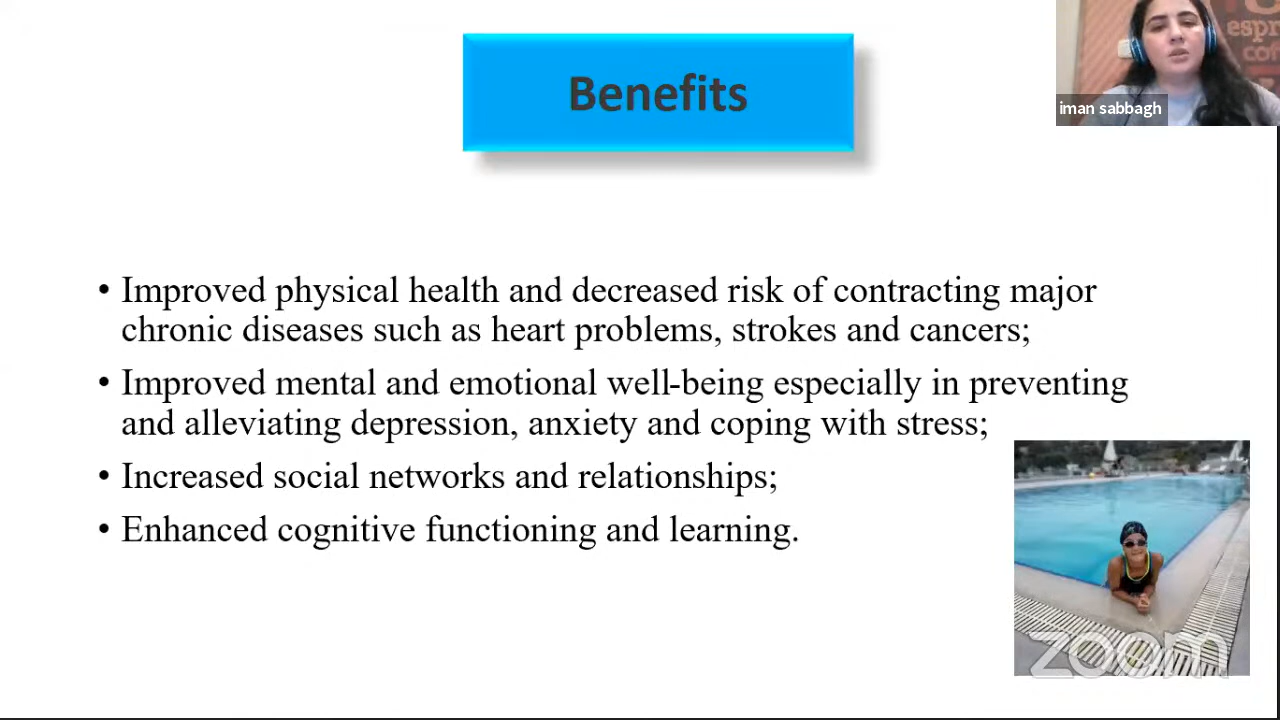 Benefits
espr
iman sabbagh
• Improved physical health and decreased risk of contracting major
chronic diseases such as heart problems, strokes and cancers;
• Improved mental and emotional well-being especially in preventing
and alleviating depression, anxiety and coping with stress;
• Increased social networks and relationships;
• Enhanced cognitive functioning and learning.
zoom